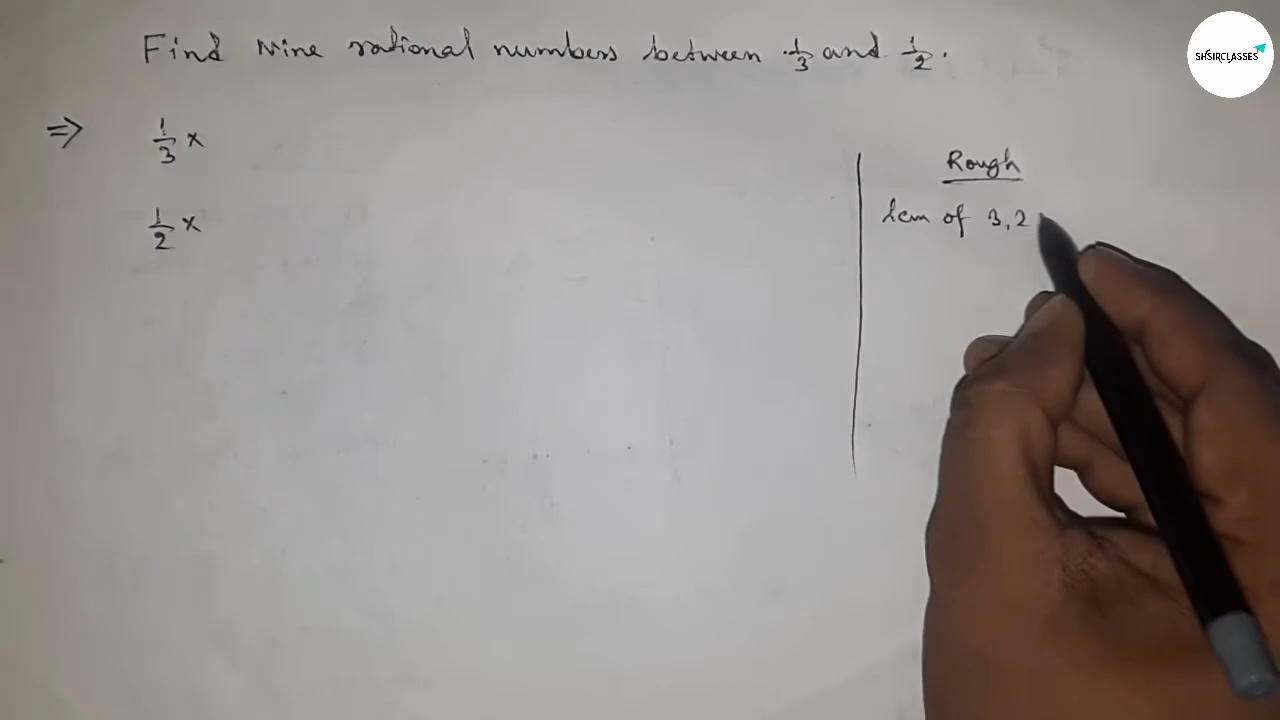 Find nine rational numbers between 1/3 and 1/2.
SHSIRCLASSES
=> 1/3 ×
Rough
lcm of 3, 2
1/2 ×